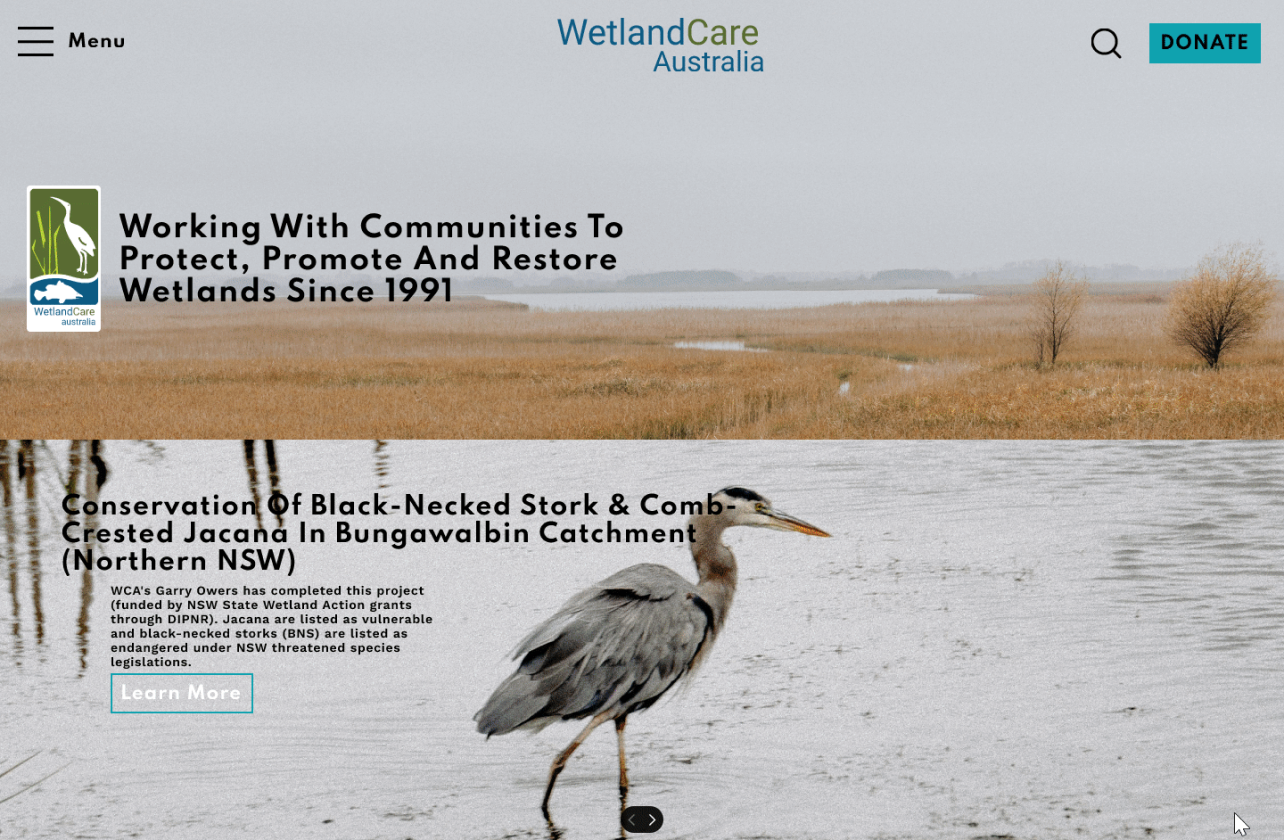 Menu
WetlandCare
Australia
DONATE
Working With Communities To
Protect, Promote And Restore
Wetlands Since 1991
WetlandCare
australia
Conservation Of Black-Necked Stork & Comb-
Crested Jacana In Bungawalbin Catchment
(Northern NSW)
WCA's Garry Owers has completed this project
(funded by NSW State Wetland Action grants
through DIPNR). Jacana are listed as vulnerable
and black-necked storks (BNS) are listed as
endangered under NSW threatened species
legislations.
Learn More